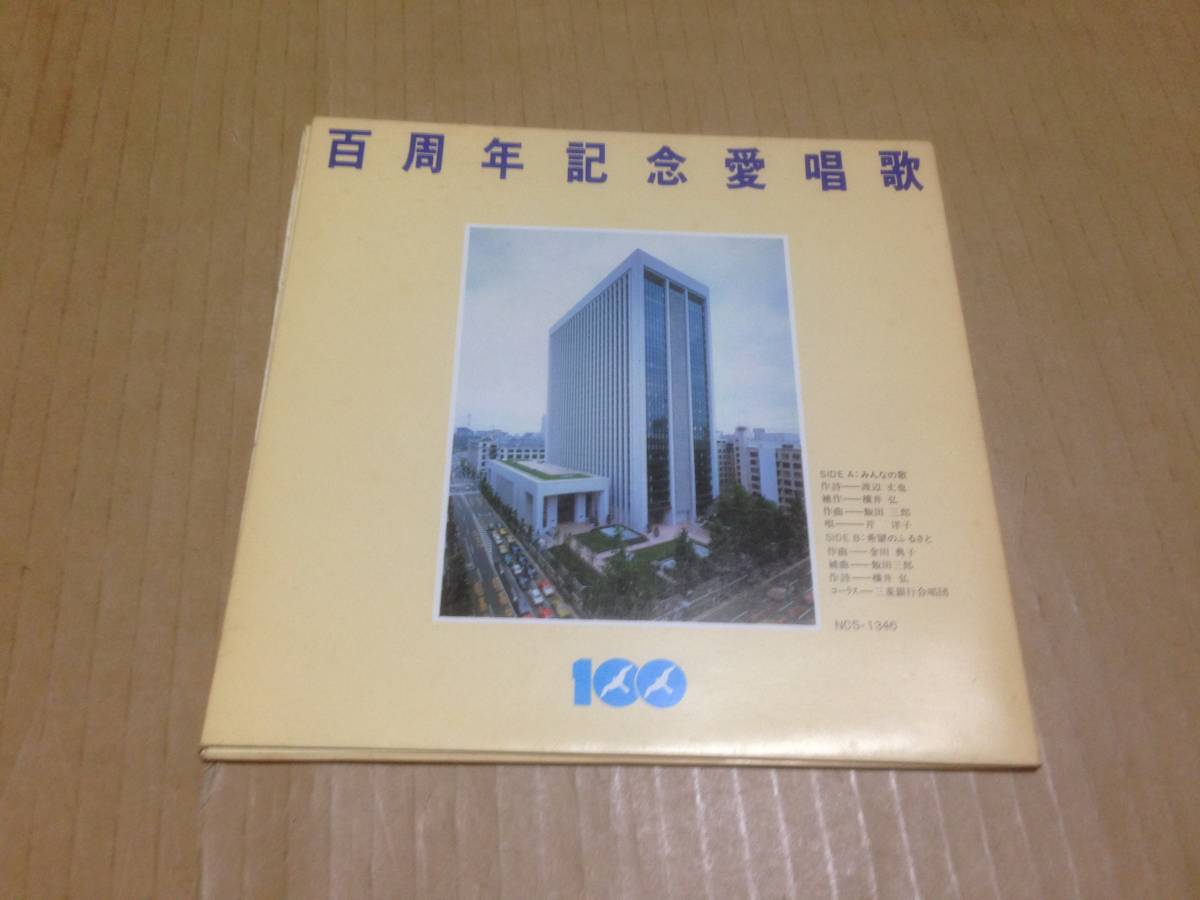 百周年記念愛唱歌
SIDE A:みんなの歌
作詩──渡辺 丈也
補作──横井 弘
作曲──飯田 三郎
唄───芹 洋子
SIDE B:希望のふるさと
作曲──金田 典子
補曲──飯田三郎
作詩──横井 弘
コーラス──三菱銀行合唱団
NCS-1346
100